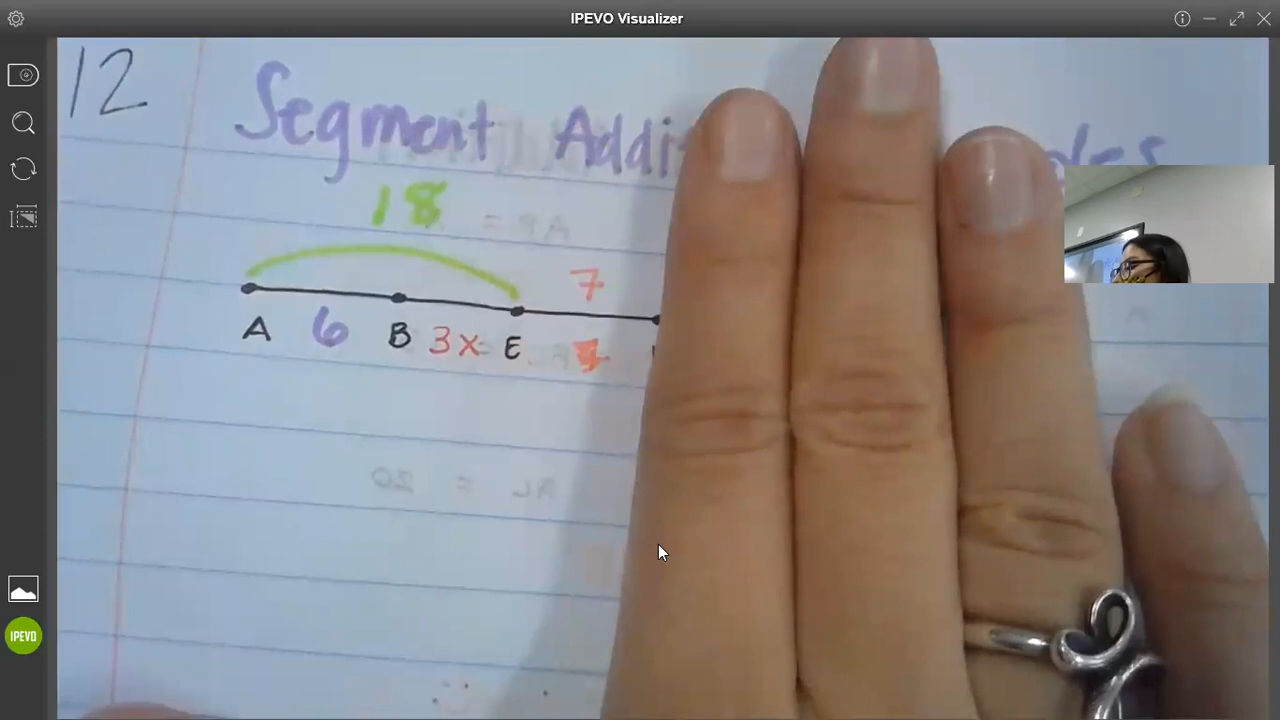 IPEVO Visualizer
12
Segment Addi
18
7
A 6 B 3x E
IPEVO